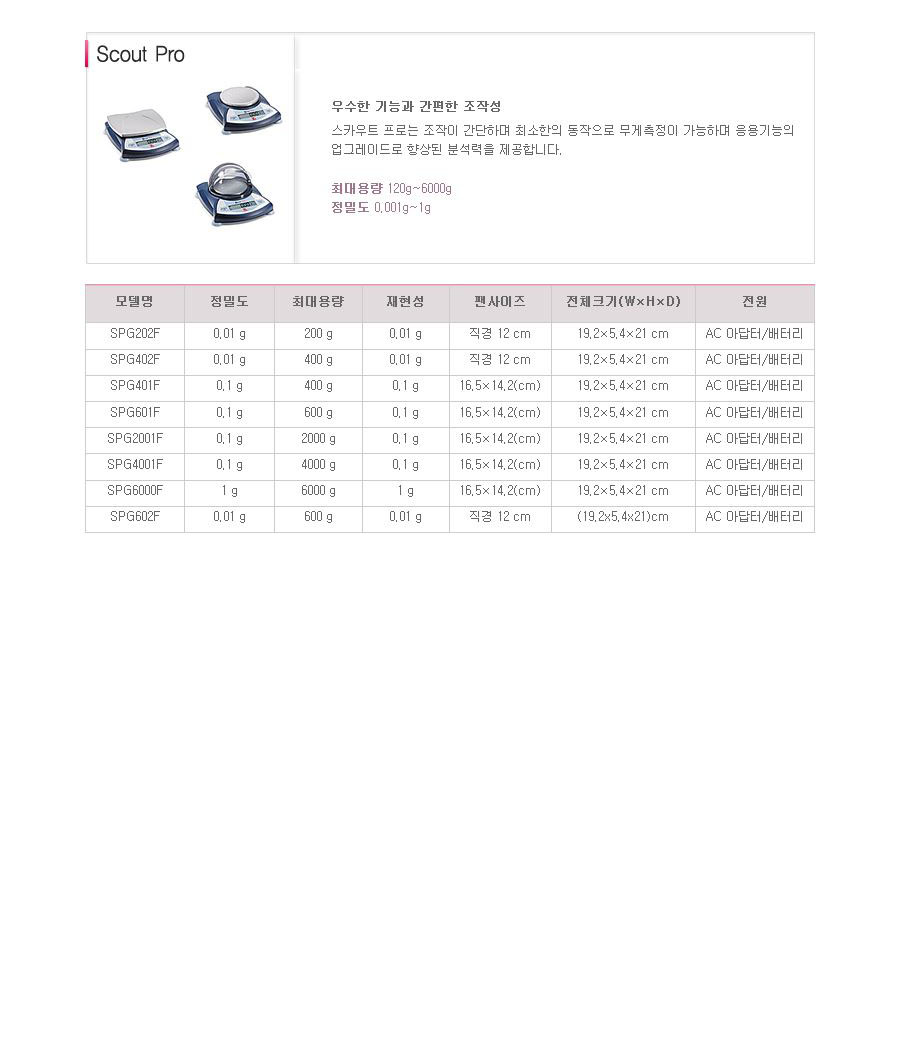 Scout Pro
우수한 기능과 간편한 조작성
스카우트 프로는 조작이 간단하며 최소한의 동작으로 무게측정이 가능하며 응용기능의
업그레이드로 향상된 분석력을 제공합니다.
최대용량 120g~6000g
정밀도 0.001g~1g
모델명 정밀도 최대용량 재현성 팬사이즈 전체크기(W×H×D) 전원
SPG202F 0.01 g 200 g 0.01 g 직경 12 cm 19.2×5.4×21 cm AC 아답터/배터리
SPG402F 0.01 g 400 g 0.01 g 직경 12 cm 19.2×5.4×21 cm AC 아답터/배터리
SPG401F 0.1 g 400 g 0.1 g 16.5×14.2(cm) 19.2×5.4×21 cm AC 아답터/배터리
SPG601F 0.1 g 600 g 0.1 g 16.5×14.2(cm) 19.2×5.4×21 cm AC 아답터/배터리
SPG2001F 0.1 g 2000 g 0.1 g 16.5×14.2(cm) 19.2×5.4×21 cm AC 아답터/배터리
SPG4001F 0.1 g 4000 g 0.1 g 16.5×14.2(cm) 19.2×5.4×21 cm AC 아답터/배터리
SPG6000F 1 g 6000 g 1 g 16.5×14.2(cm) 19.2×5.4×21 cm AC 아답터/배터리
SPG602F 0.01 g 600 g 0.01 g 직경 12 cm (19.2x5.4x21)cm AC 아답터/배터리